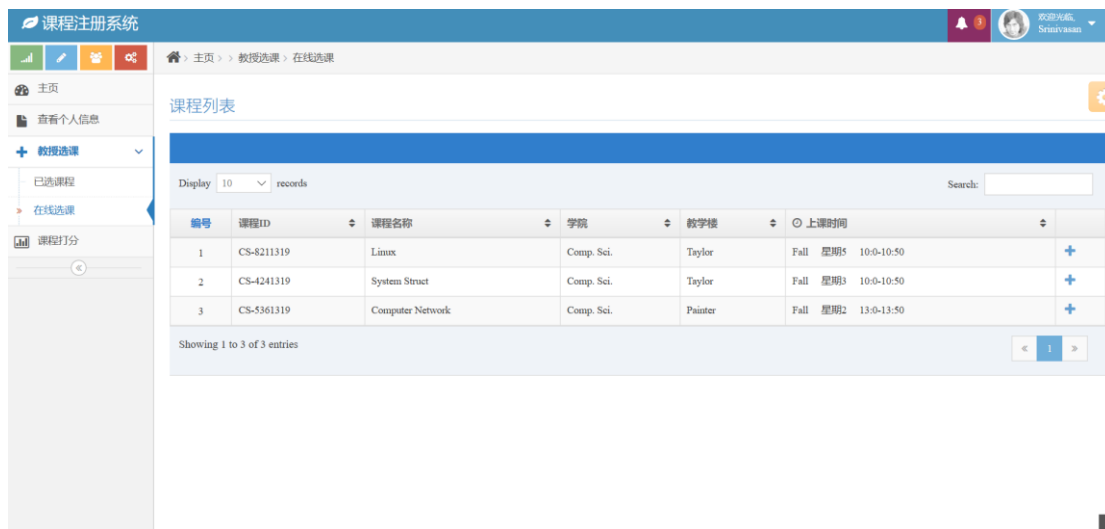 课程注册系统
3
欢迎光临,
Srinivasan
主页 > > 教授选课 > 在线选课
主页
查看个人信息
教授选课
已选课程
在线选课
课程打分
课程列表
Display 10 records
Search:
编号 课程ID 课程名称 学院 教学楼 上课时间
1 CS-8211319 Linux Comp. Sci. Taylor Fall 星期5 10:0-10:50
2 CS-4241319 System Struct Comp. Sci. Taylor Fall 星期3 10:0-10:50
3 CS-5361319 Computer Network Comp. Sci. Painter Fall 星期2 13:0-13:50
Showing 1 to 3 of 3 entries
« 1 »